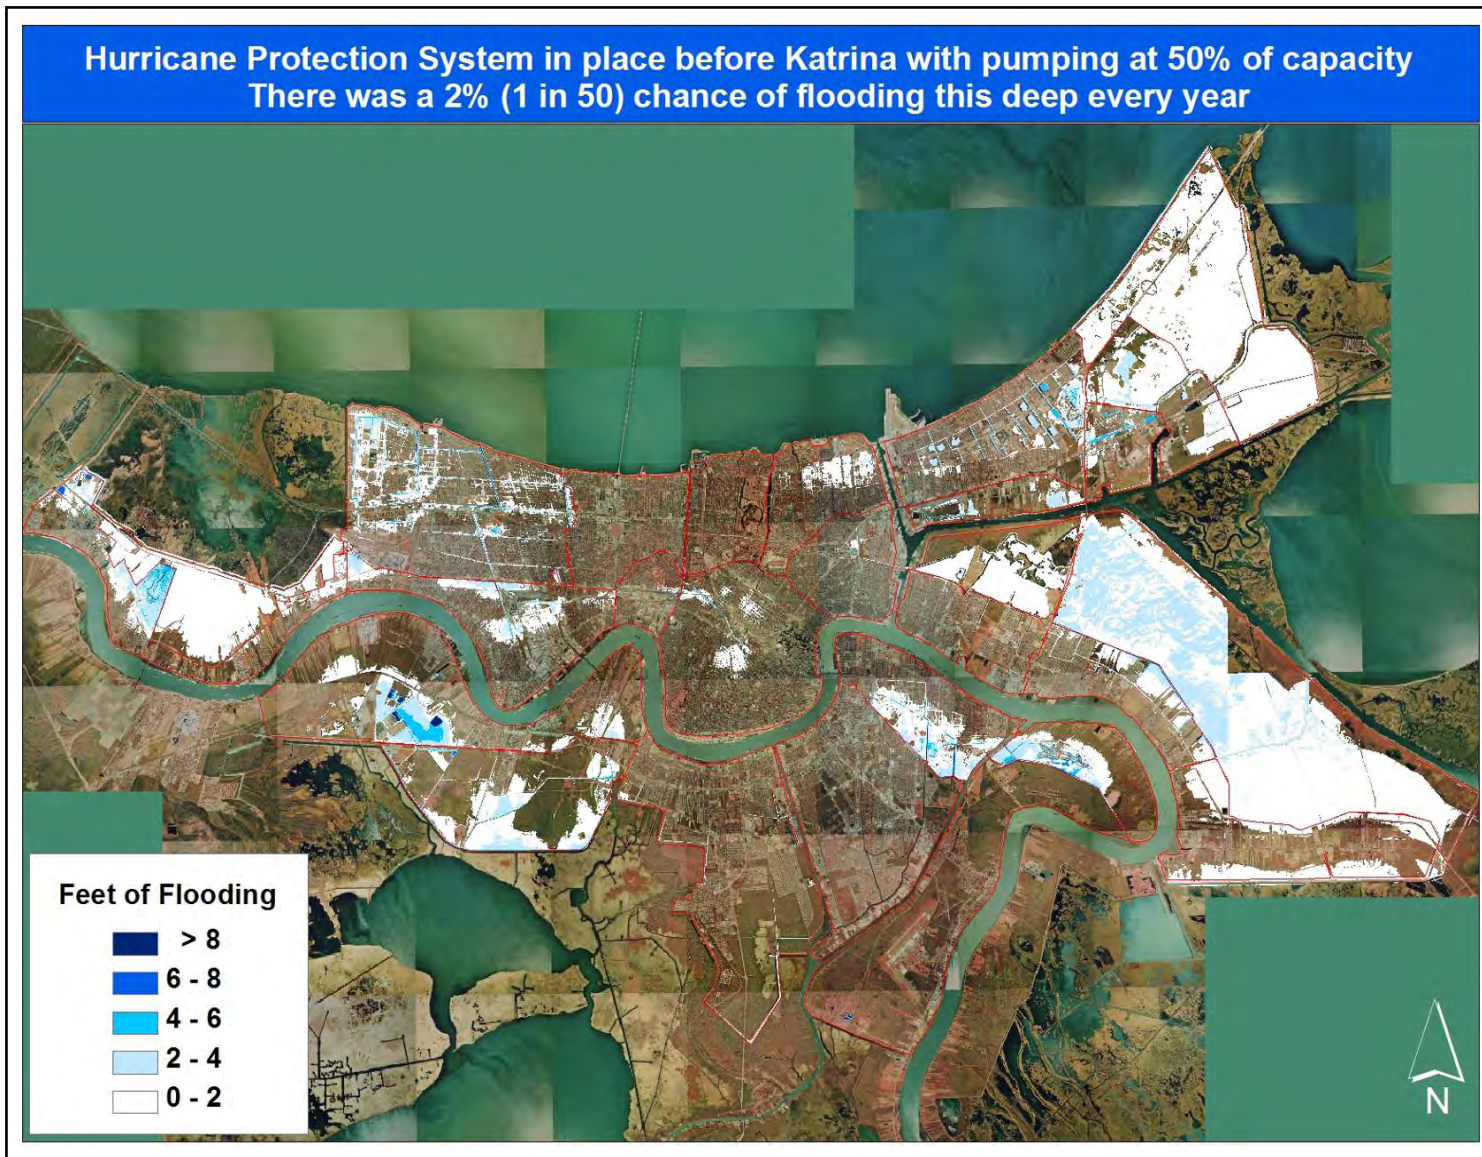 Hurricane Protection System in place before Katrina with pumping at 50% of capacity
There was a 2% (1 in 50) chance of flooding this deep every year
Feet of Flooding
> 8
6 - 8
4 - 6
2 - 4
0 - 2
N